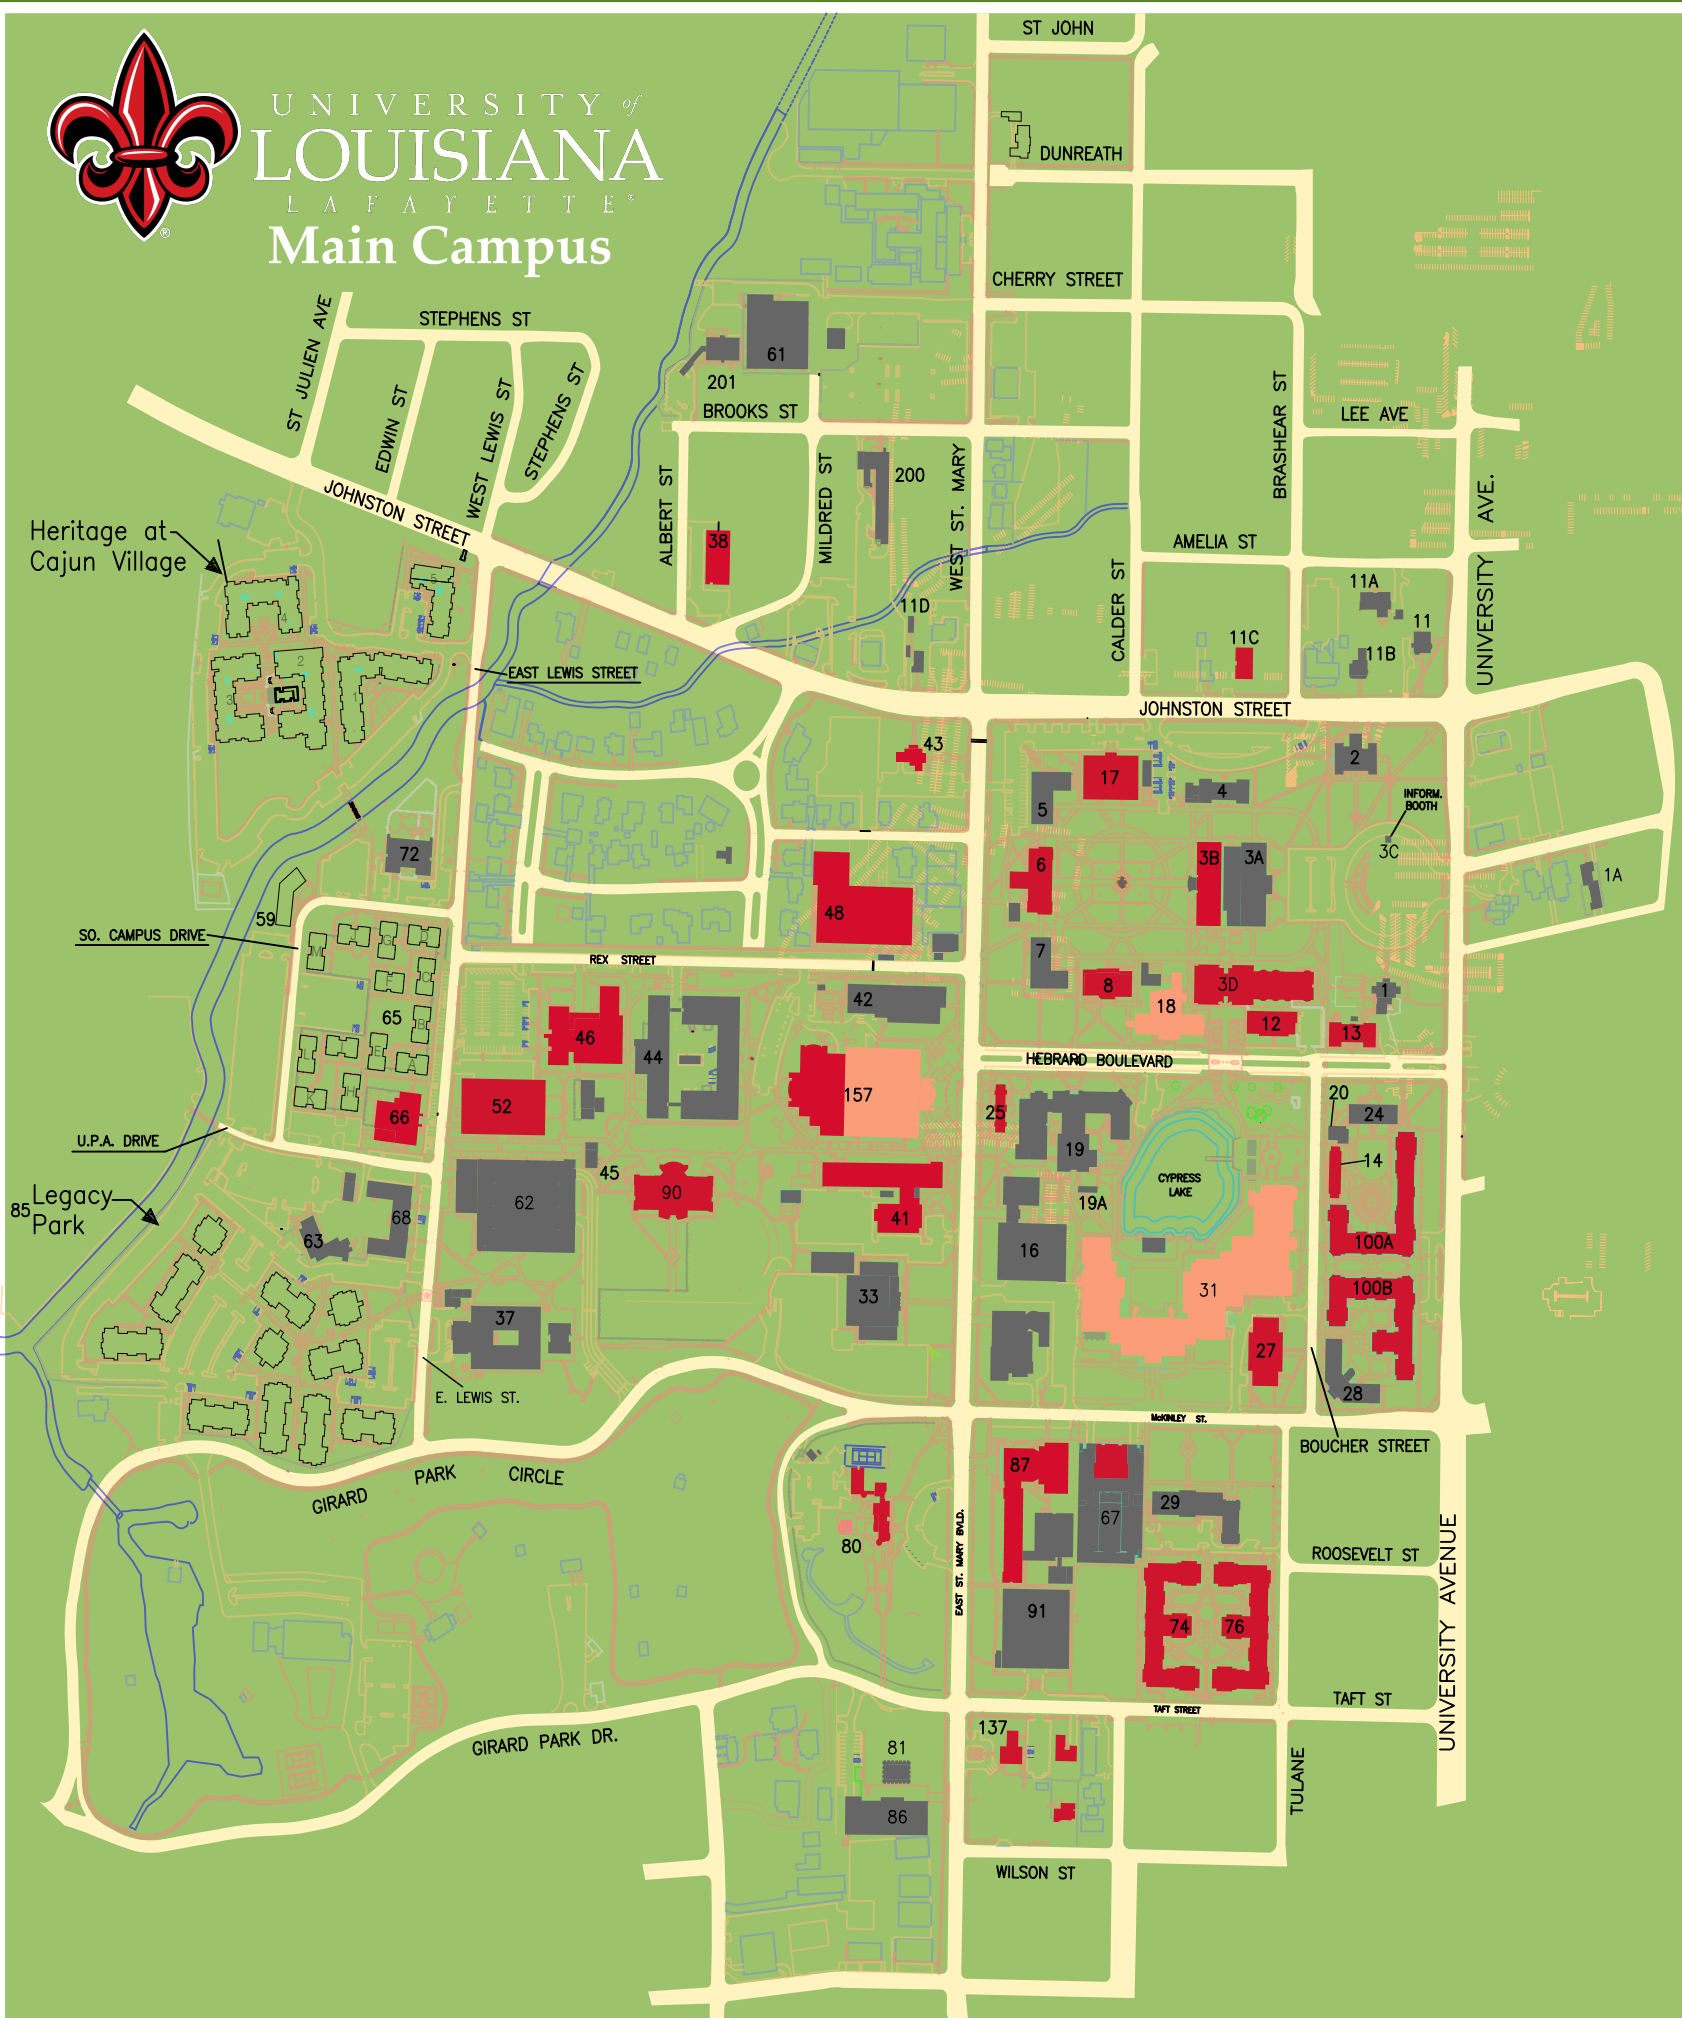 UNIVERSITY of
LOUISIANA
LAFAYETTE®
Main Campus
®
ST JOHN
DUNREATH
CHERRY STREET
ST JULIEN AVE
STEPHENS ST
EDWIN ST
WEST LEWIS ST
STEPHENS ST
61
201
BROOKS ST
BRASHEAR ST
LEE AVE
JOHNSTON STREET
ALBERT ST
MILDRED ST
200
WEST ST. MARY
UNIVERSITY AVE.
Heritage at
Cajun Village
38
AMELIA ST
CALDER ST
11A
11
11B
11C
11D
5
4
2
3
1
EAST LEWIS STREET
JOHNSTON STREET
43
17
5
4
2
INFORM.
BOOTH
3C
72
6
3B
3A
1A
48
59
SO. CAMPUS DRIVE
REX STREET
7
8
3D
18
1
12
13
M
G
D
F
C
65
B
L
E
A
K
H
66
46
44
42
HEBRARD BOULEVARD
52
157
25
19
20
24
14
U.P.A. DRIVE
CYPRESS
LAKE
19A
45
62
90
41
16
85
Legacy
Park
68
63
100A
100B
31
33
37
27
28
E. LEWIS ST.
McKINLEY ST.
BOUCHER STREET
GIRARD PARK CIRCLE
87
67
29
80
EAST ST. MARY BVLD.
ROOSEVELT ST
UNIVERSITY AVENUE
91
74
76
TAFT ST
TAFT STREET
137
GIRARD PARK DR.
81
86
TULANE
WILSON ST